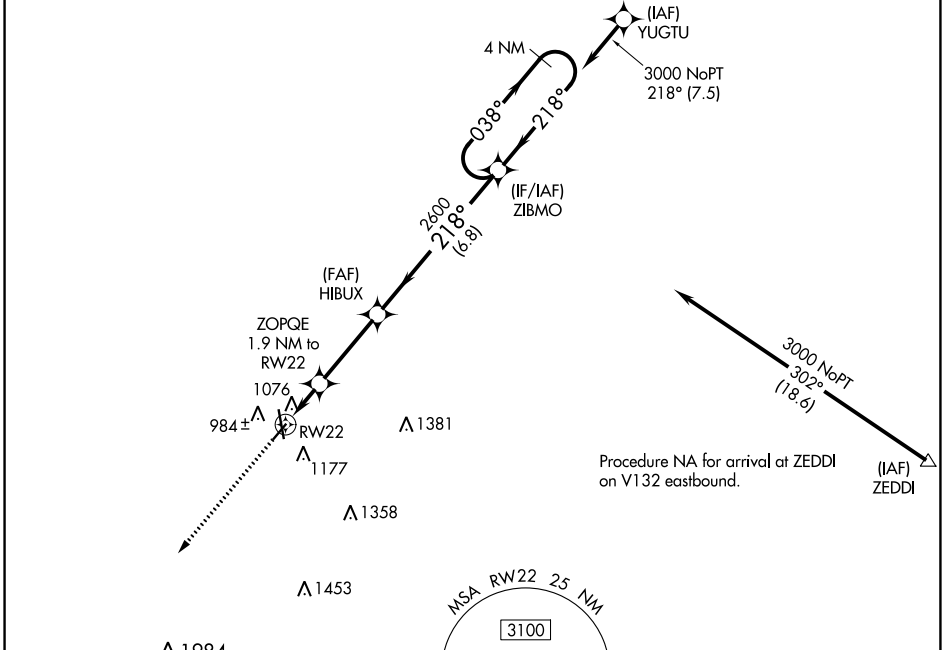 (IAF)
YUGTU
4 NM
3000 NoPT
218° (7.5)
038°
218°
(IF/IAF)
ZIBMO
2600
218°
(6.8)
(FAF)
HIBUX
ZOPQE
1.9 NM to
RW22
1076
984±
RW22
1381
1177
3000 NoPT
302°
(18.6)
Procedure NA for arrival at ZEDDI
on V132 eastbound.
(IAF)
ZEDDI
1358
1453
MSA RW22 25 NM
3100